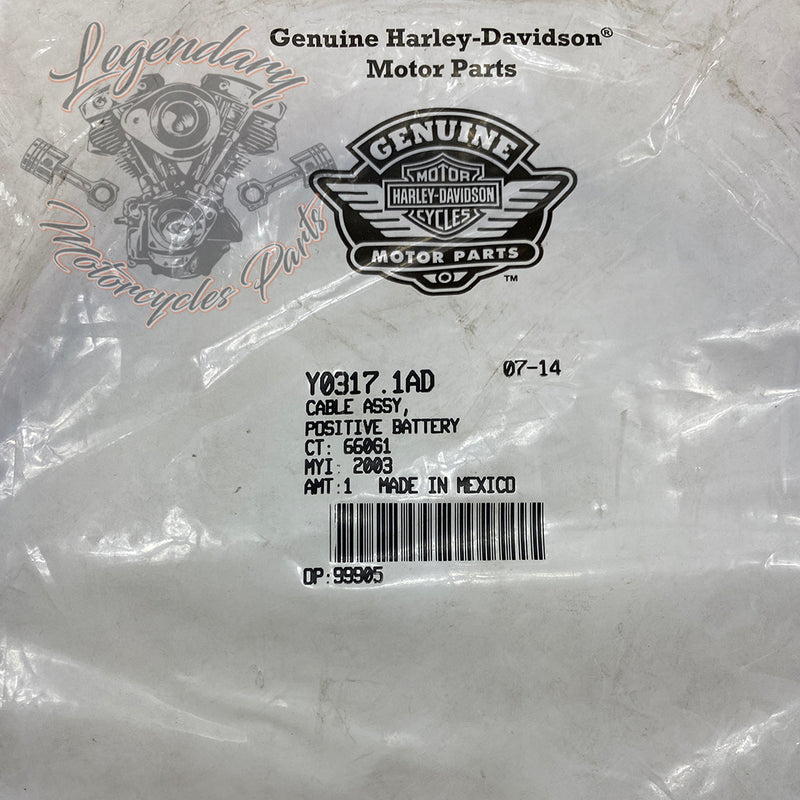 Legendary
Motorcycles Parts
Genuine Harley-Davidson®
Motor Parts
GENUINE
MOTOR
HARLEY-DAVIDSON
CYCLES
MOTOR PARTS
™
Y0317.1AD 07-14
CABLE ASSY,
POSITIVE BATTERY
CT: 66061
MYI: 2003
AMT:1 MADE IN MEXICO
OP:99905